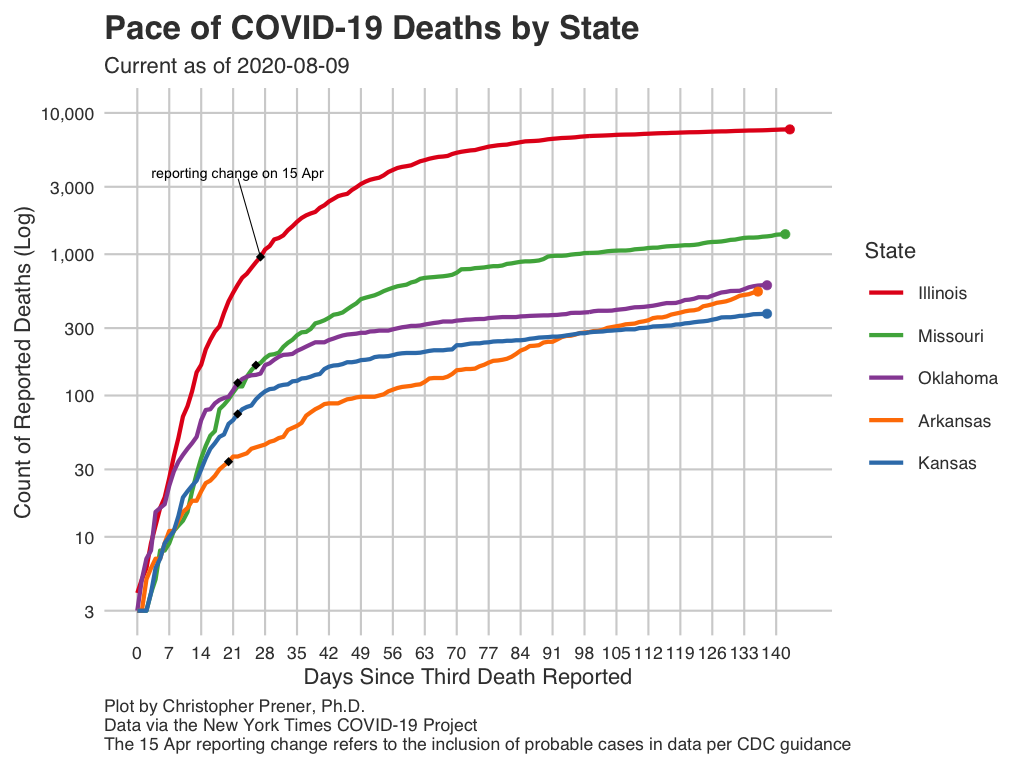 Pace of COVID-19 Deaths by State
Current as of 2020-08-09
10,000
3,000
1,000
300
100
30
10
3
Count of Reported Deaths (Log)
reporting change on 15 Apr
0 7 14 21 28 35 42 49 56 63 70 77 84 91 98 105 112 119 126 133 140
Days Since Third Death Reported
State
Illinois
Missouri
Oklahoma
Arkansas
Kansas
Plot by Christopher Prener, Ph.D.
Data via the New York Times COVID-19 Project
The 15 Apr reporting change refers to the inclusion of probable cases in data per CDC guidance